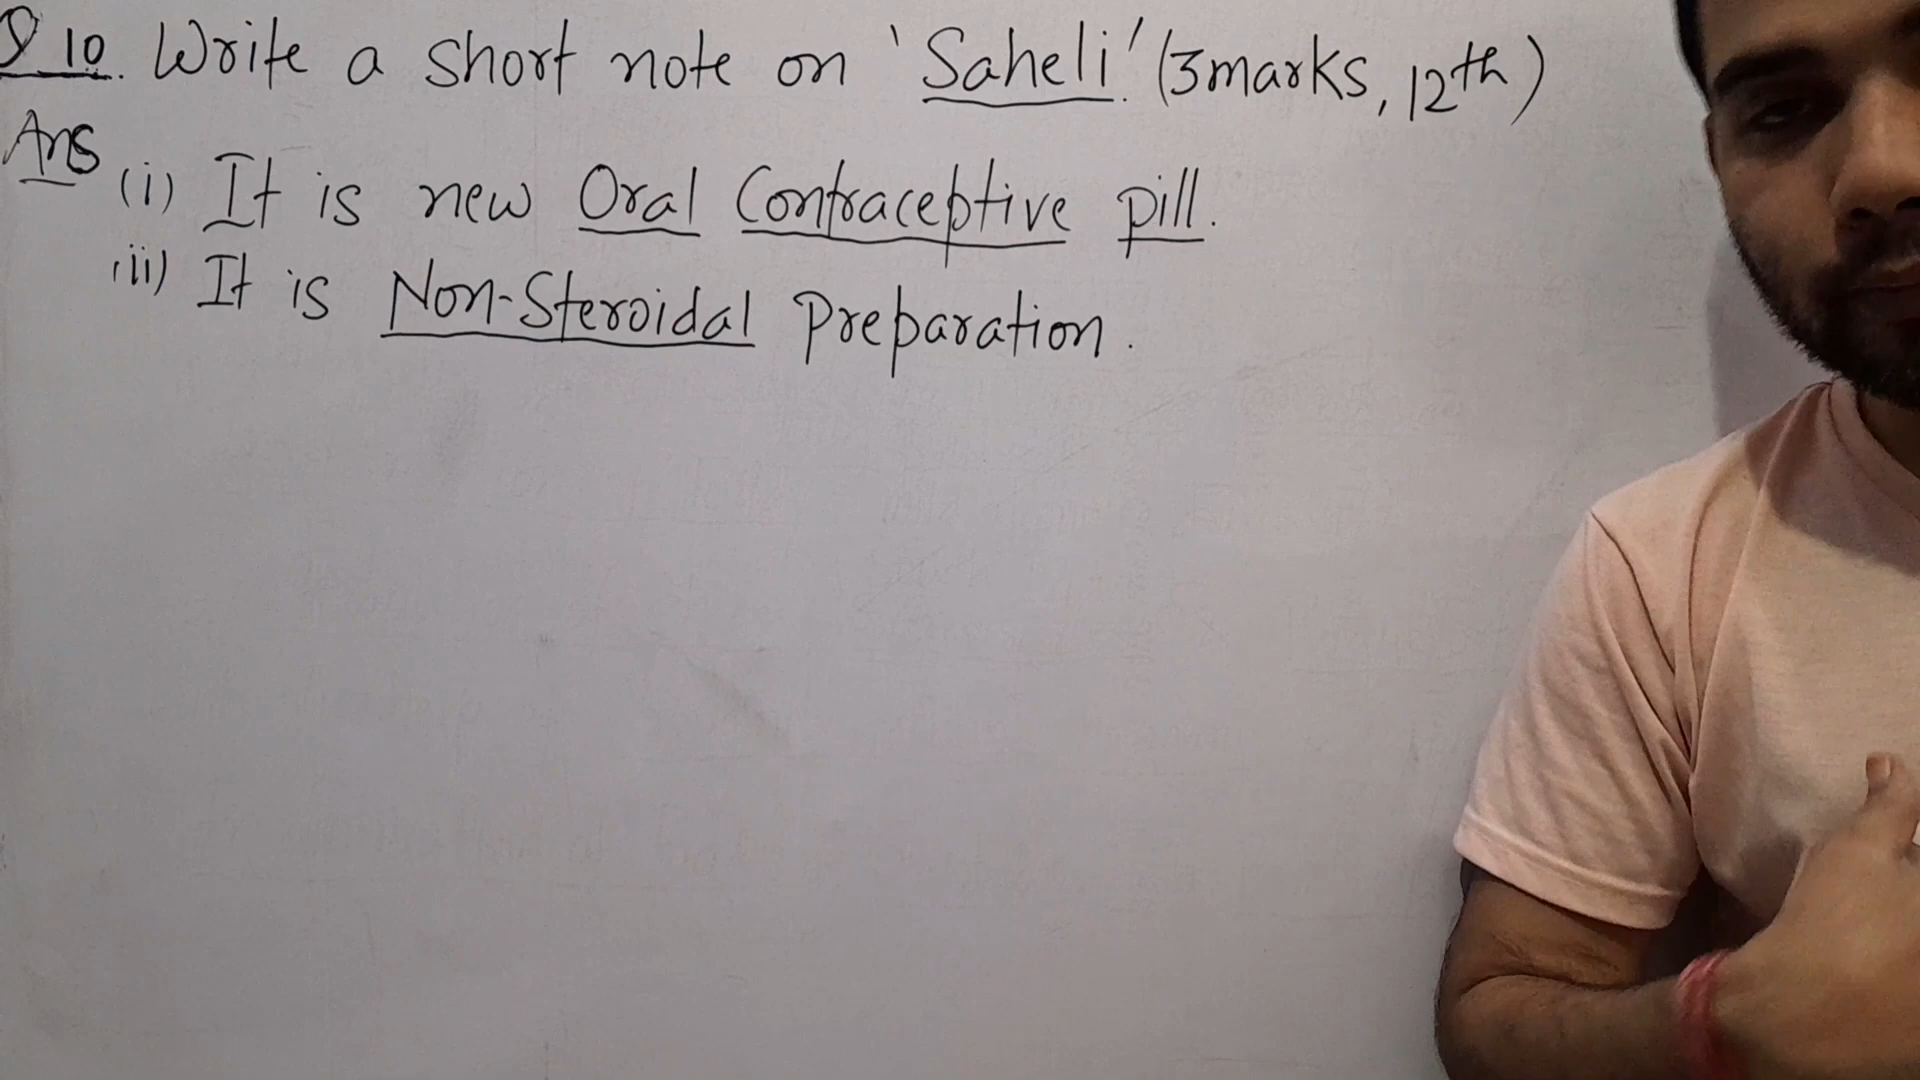 Q 10. Write a short note on 'Saheli.' (3marks, 12th)
Ans
(i) It is new Oral Contraceptive pill.
(ii) It is Non-Steroidal Preparation.